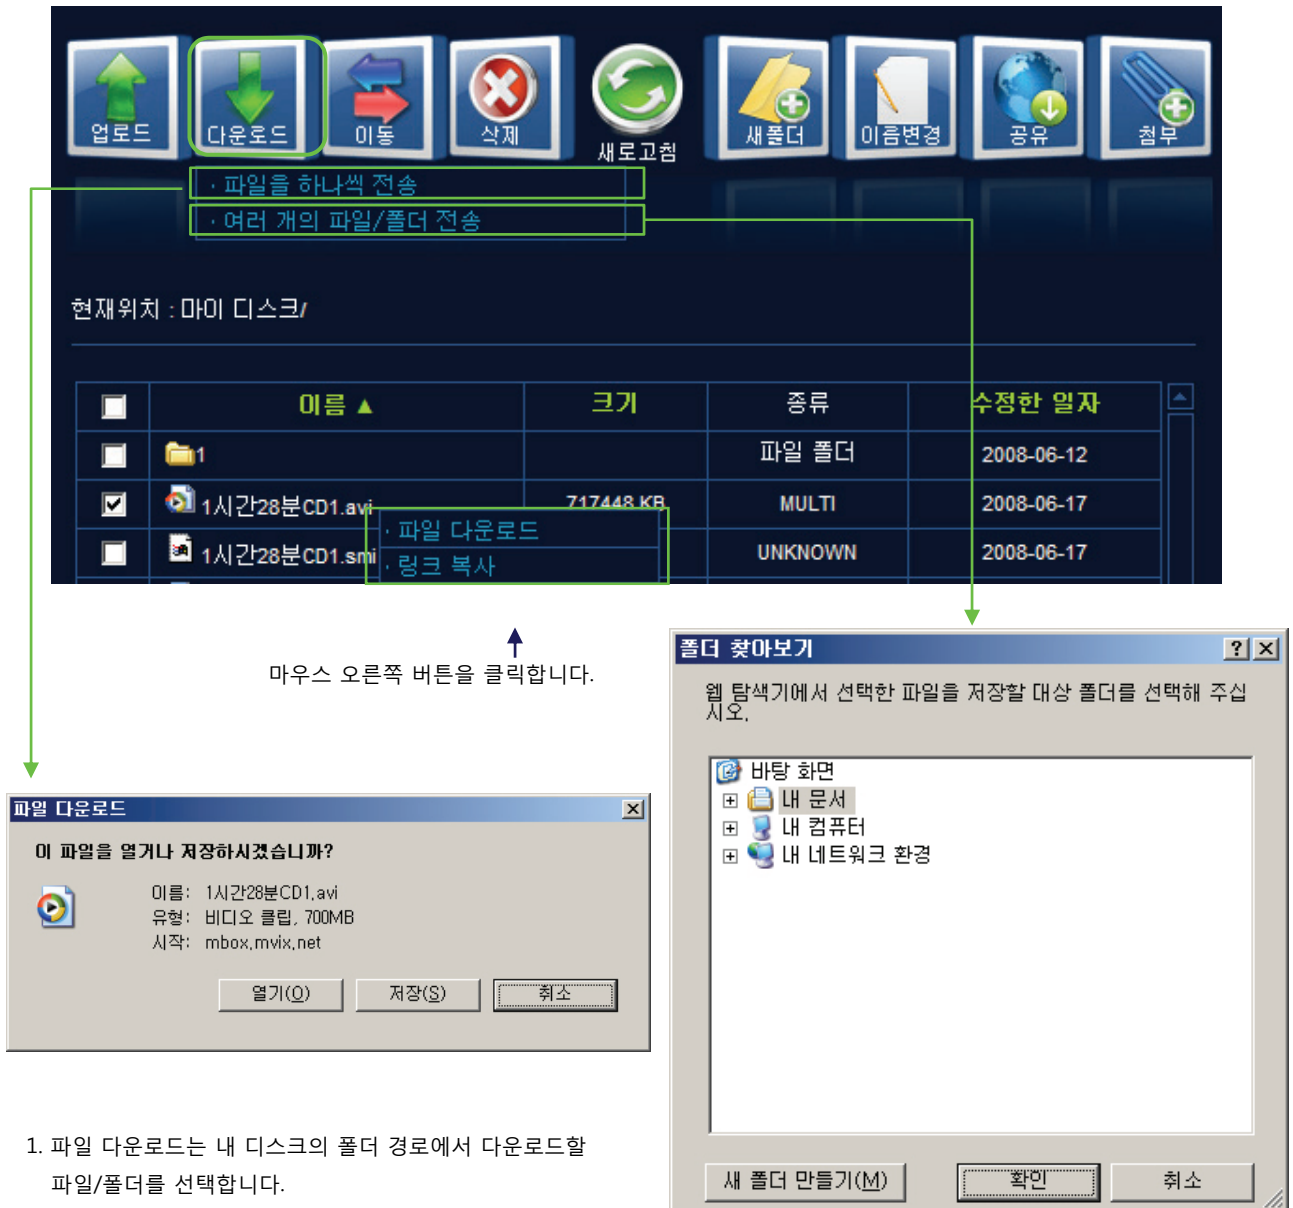 업로드
다운로드
이동
삭제
새로고침
새폴더
이름변경
공유
첨부
· 파일을 하나씩 전송
· 여러 개의 파일/폴더 전송
현재위치 : 마이 디스크/
이름 ▲ 크기 종류 수정한 일자
1 파일 폴더 2008-06-12
1시간28분CD1.avi 717448 KB MULTI 2008-06-17
1시간28분CD1.smi UNKNOWN 2008-06-17
· 파일 다운로드
· 링크 복사
마우스 오른쪽 버튼을 클릭합니다.
폴더 찾아보기
웹 탐색기에서 선택한 파일을 저장할 대상 폴더를 선택해 주십
시오.
바탕 화면
내 문서
내 컴퓨터
내 네트워크 환경
새 폴더 만들기(M) 확인 취소
파일 다운로드
이 파일을 열거나 저장하시겠습니까?
이름: 1시간28분CD1.avi
유형: 비디오 클립, 700MB
시작: mbox.mvix.net
열기(O) 저장(S) 취소
1. 파일 다운로드는 내 디스크의 폴더 경로에서 다운로드할
파일/폴더를 선택합니다.